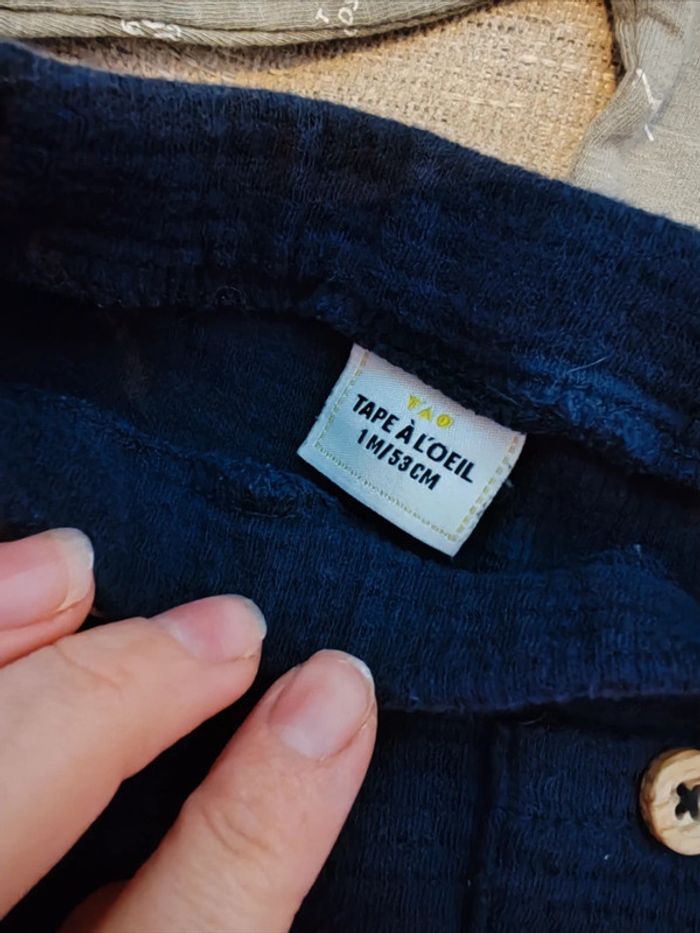 TAO
TAPE À L'OEIL
1M/53CM